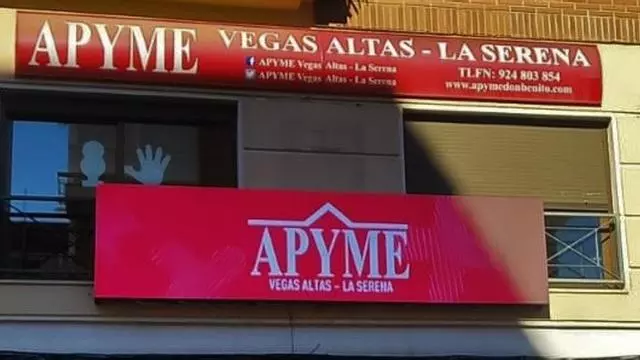 APYME VEGAS ALTAS - LA SERENA
APYME Vegas Altas - La Serena
APYME Vegas Altas - La Serena
TLFN: 924 803 854
www.apymedonbenito.com
APYME
VEGAS ALTAS - LA SERENA